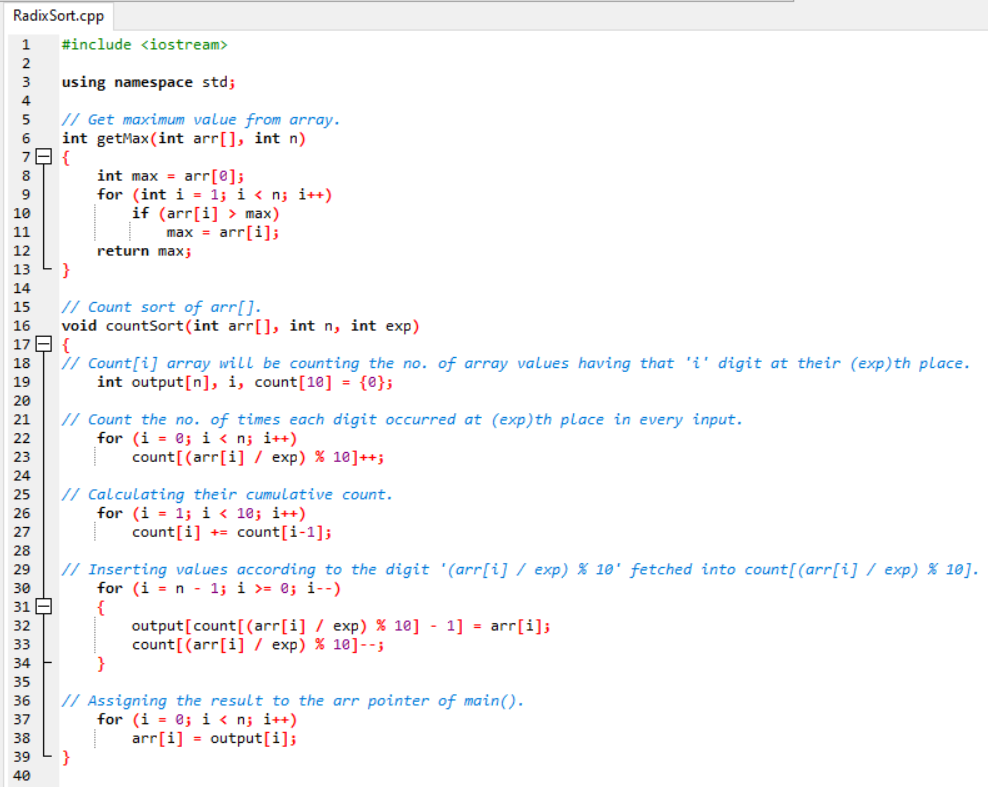 RadixSort.cpp
1 #include <iostream>
2
3 using namespace std;
4
5 // Get maximum value from array.
6 int getMax(int arr[], int n)
7 {
8 int max = arr[0];
9 for (int i = 1; i < n; i++)
10 if (arr[i] > max)
11 max = arr[i];
12 return max;
13 }
14
15 // Count sort of arr[].
16 void countSort(int arr[], int n, int exp)
17 {
18 // Count[i] array will be counting the no. of array values having that 'i' digit at their (exp)th place.
19 int output[n], i, count[10] = {0};
20
21 // Count the no. of times each digit occurred at (exp)th place in every input.
22 for (i = 0; i < n; i++)
23 count[(arr[i] / exp) % 10]++;
24
25 // Calculating their cumulative count.
26 for (i = 1; i < 10; i++)
27 count[i] += count[i-1];
28
29 // Inserting values according to the digit '(arr[i] / exp) % 10' fetched into count[(arr[i] / exp) % 10].
30 for (i = n - 1; i >= 0; i--)
31 {
32 output[count[(arr[i] / exp) % 10] - 1] = arr[i];
33 count[(arr[i] / exp) % 10]--;
34 }
35
36 // Assigning the result to the arr pointer of main().
37 for (i = 0; i < n; i++)
38 arr[i] = output[i];
39 }
40